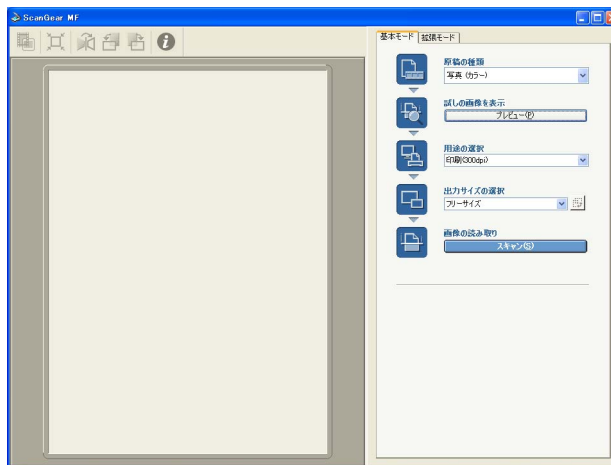 ScanGear MF
基本モード
拡張モード
原稿の種類
写真 (カラー)
試しの画像を表示
プレビュー(P)
用途の選択
印刷(300dpi)
出力サイズの選択
フリーサイズ
画像の読み取り
スキャン(S)